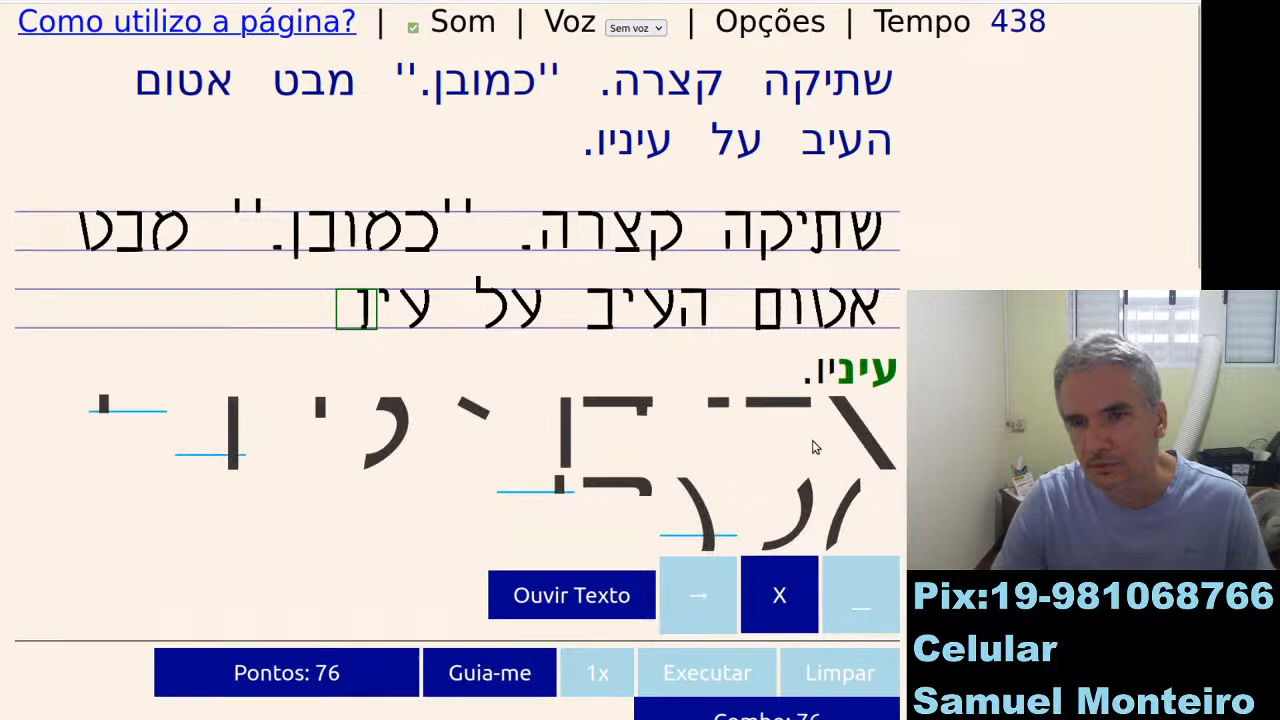 Como utilizo a página? | Som | Voz Sem voz | Opções | Tempo 438
שתיקה קצרה. ''כמובן.'' מבט אטום
העיב על עיניו.
שתיקה קצרה. ''כמובן.'' מבט
אטום העיב על עינ
עיניו.
Ouvir Texto → X _
Pontos: 76 Guia-me 1x Executar Limpar
Combo: 76
Pix:19-981068766
Celular
Samuel Monteiro